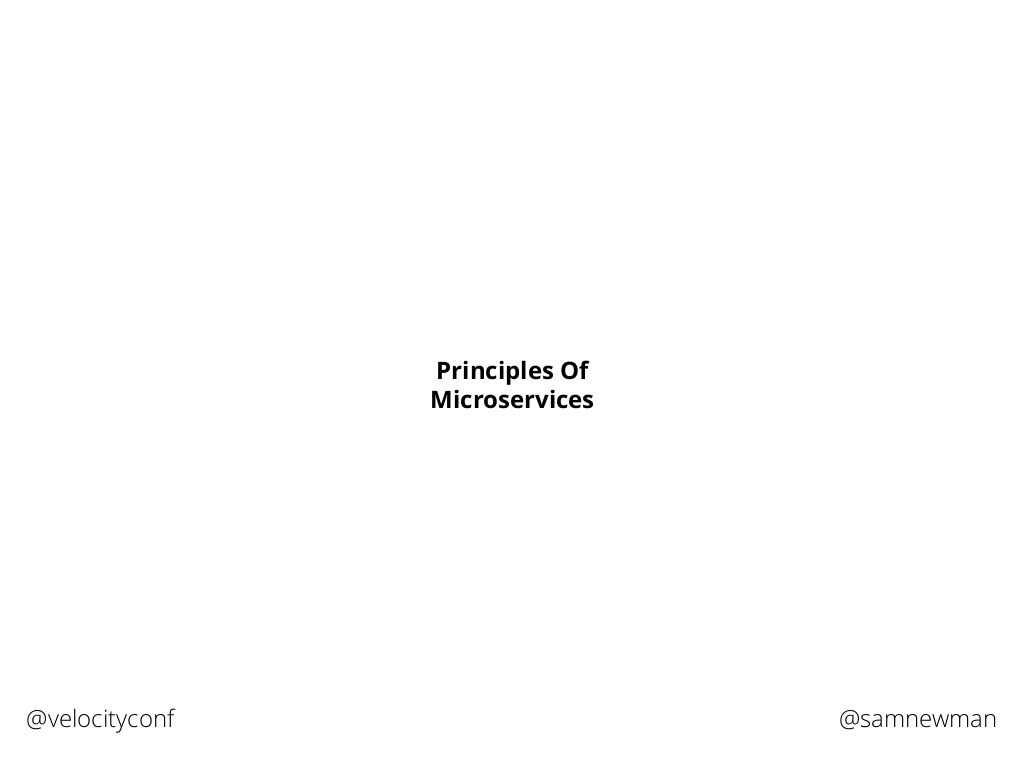 Principles Of
Microservices
@velocityconf
@samnewman